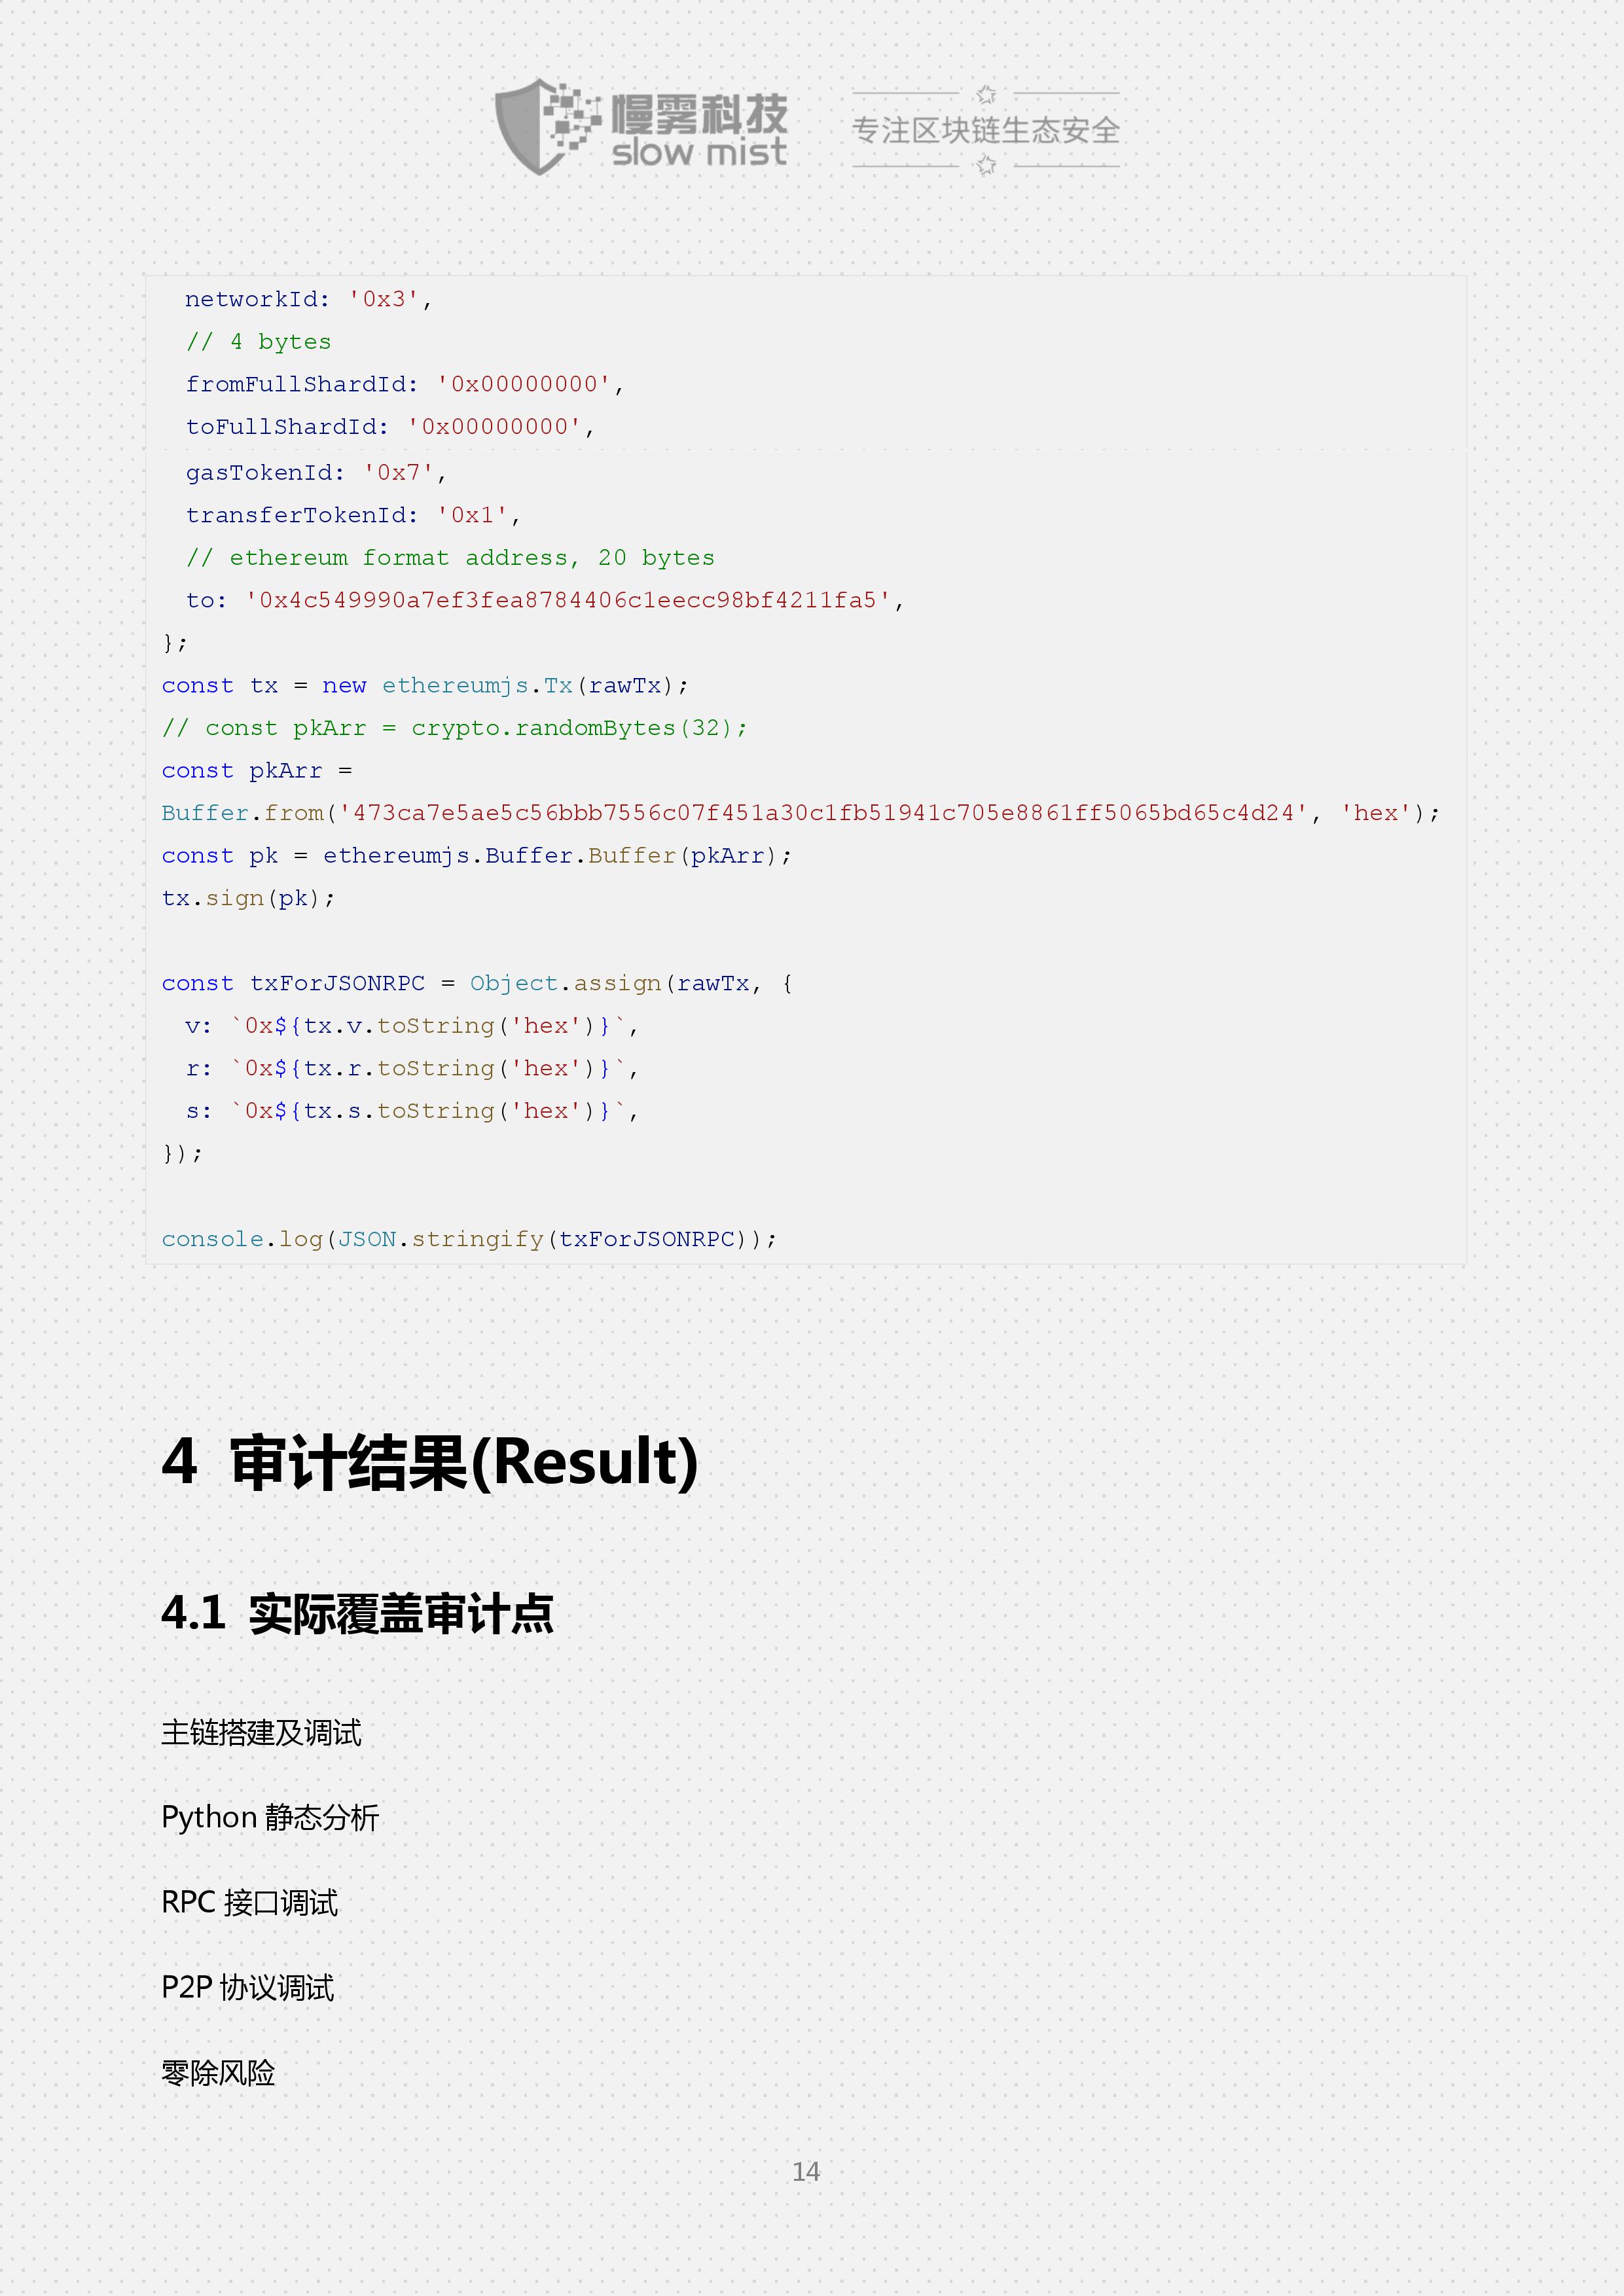 慢雾科技
slow mist
专注区块链生态安全
networkId: '0x3',
// 4 bytes
fromFullShardId: '0x00000000',
toFullShardId: '0x00000000',
gasTokenId: '0x7',
transferTokenId: '0x1',
// ethereum format address, 20 bytes
to: '0x4c549990a7ef3fea8784406c1eecc98bf4211fa5',
};
const tx = new ethereumjs.Tx(rawTx);
// const pkArr = crypto.randomBytes(32);
const pkArr =
Buffer.from('473ca7e5ae5c56bbb7556c07f451a30c1fb51941c705e8861ff5065bd65c4d24', 'hex');
const pk = ethereumjs.Buffer.Buffer(pkArr);
tx.sign(pk);
const txForJSONRPC = Object.assign(rawTx, {
v: `0x${tx.v.toString('hex')}`,
r: `0x${tx.r.toString('hex')}`,
s: `0x${tx.s.toString('hex')}`,
});
console.log(JSON.stringify(txForJSONRPC));
4 审计结果(Result)
4.1 实际覆盖审计点
主链搭建及调试
Python 静态分析
RPC 接口调试
P2P 协议调试
零除风险
14